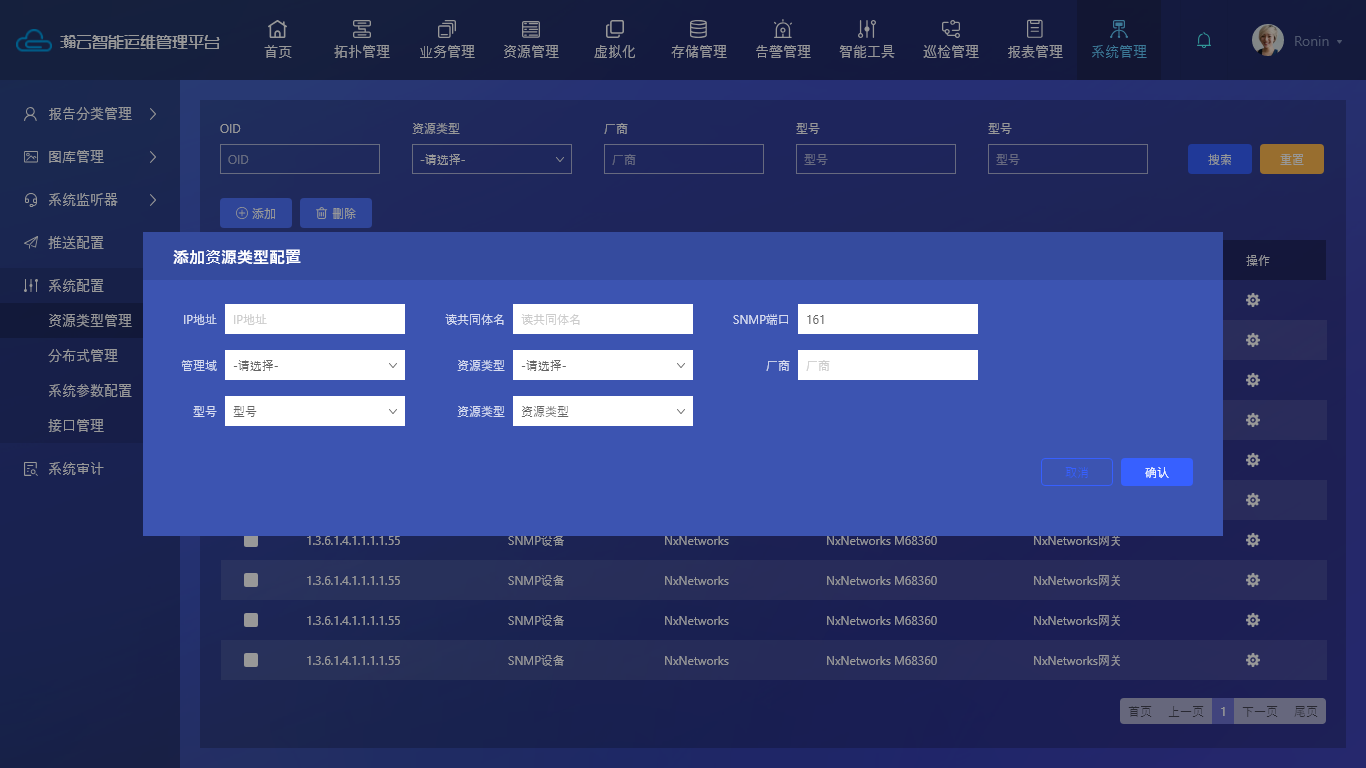 瀚云智能运维管理平台
首页 拓扑管理 业务管理 资源管理 虚拟化 存储管理 告警管理 智能工具 巡检管理 报表管理 系统管理 Ronin
报告分类管理
图库管理
系统监听器
推送配置
系统配置
资源类型管理
分布式管理
系统参数配置
接口管理
系统审计
OID 资源类型 厂商 型号 型号
OID -请选择- 厂商 型号 型号 搜索 重置
添加 删除
操作
添加资源类型配置
IP地址 IP地址 读共同体名 读共同体名 SNMP端口 161
管理域 -请选择- 资源类型 -请选择- 厂商 厂商
型号 型号 资源类型 资源类型
取消 确认
1.3.6.1.4.1.1.1.1.55 SNMP设备 NxNetworks NxNetworks M68360 NxNetworks网关
1.3.6.1.4.1.1.1.1.55 SNMP设备 NxNetworks NxNetworks M68360 NxNetworks网关
1.3.6.1.4.1.1.1.1.55 SNMP设备 NxNetworks NxNetworks M68360 NxNetworks网关
1.3.6.1.4.1.1.1.1.55 SNMP设备 NxNetworks NxNetworks M68360 NxNetworks网关
首页 上一页 1 下一页 尾页